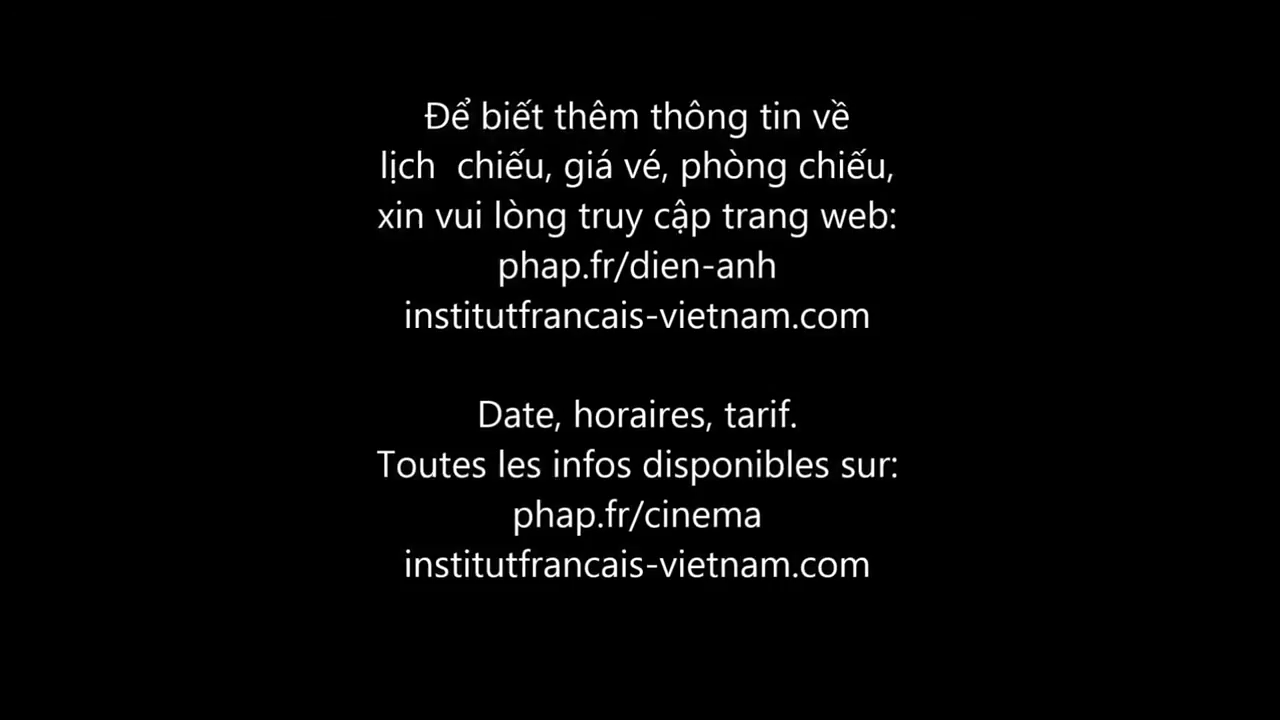 Để biết thêm thông tin về
lịch  chiếu, giá vé, phòng chiếu,
xin vui lòng truy cập trang web:
phap.fr/dien-anh
institutfrancais-vietnam.com
Date, horaires, tarif.
Toutes les infos disponibles sur:
phap.fr/cinema
institutfrancais-vietnam.com